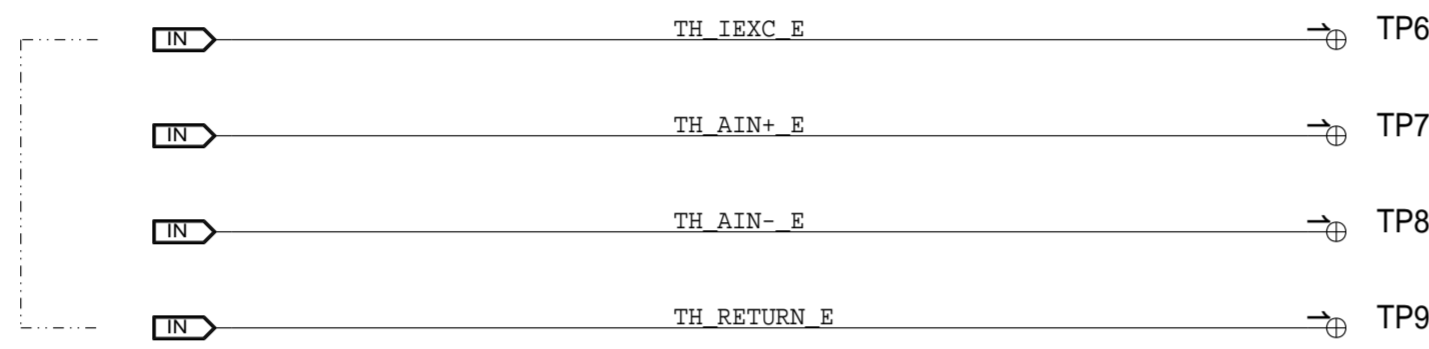 IN TH_IEXC_E TP6
IN TH_AIN+_E TP7
IN TH_AIN-_E TP8
IN TH_RETURN_E TP9